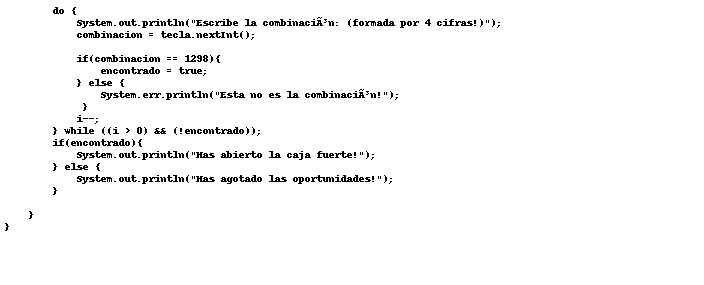 do {
System.out.println("Escribe la combinaciÃ³n: (formada por 4 cifras!)");
combinacion = tecla.nextInt();
if(combinacion == 1298){
encontrado = true;
} else {
System.err.println("Esta no es la combinaciÃ³n!");
}
i--;
} while ((i > 0) && (!encontrado));
if(encontrado){
System.out.println("Has abierto la caja fuerte!");
} else {
System.out.println("Has agotado las oportunidades!");
}
}
}